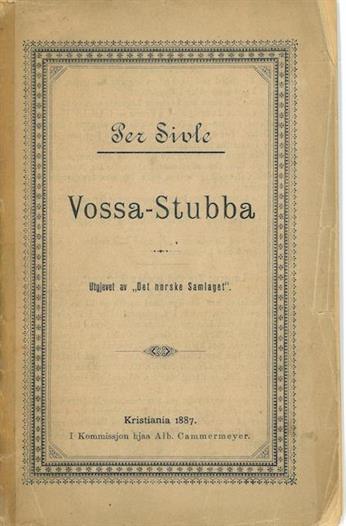 Per Sivle
Vossa-Stubba
Utgjevet av „Det norske Samlaget".
Kristiania 1887.
I Kommissjon hjaa Alb. Cammermeyer.